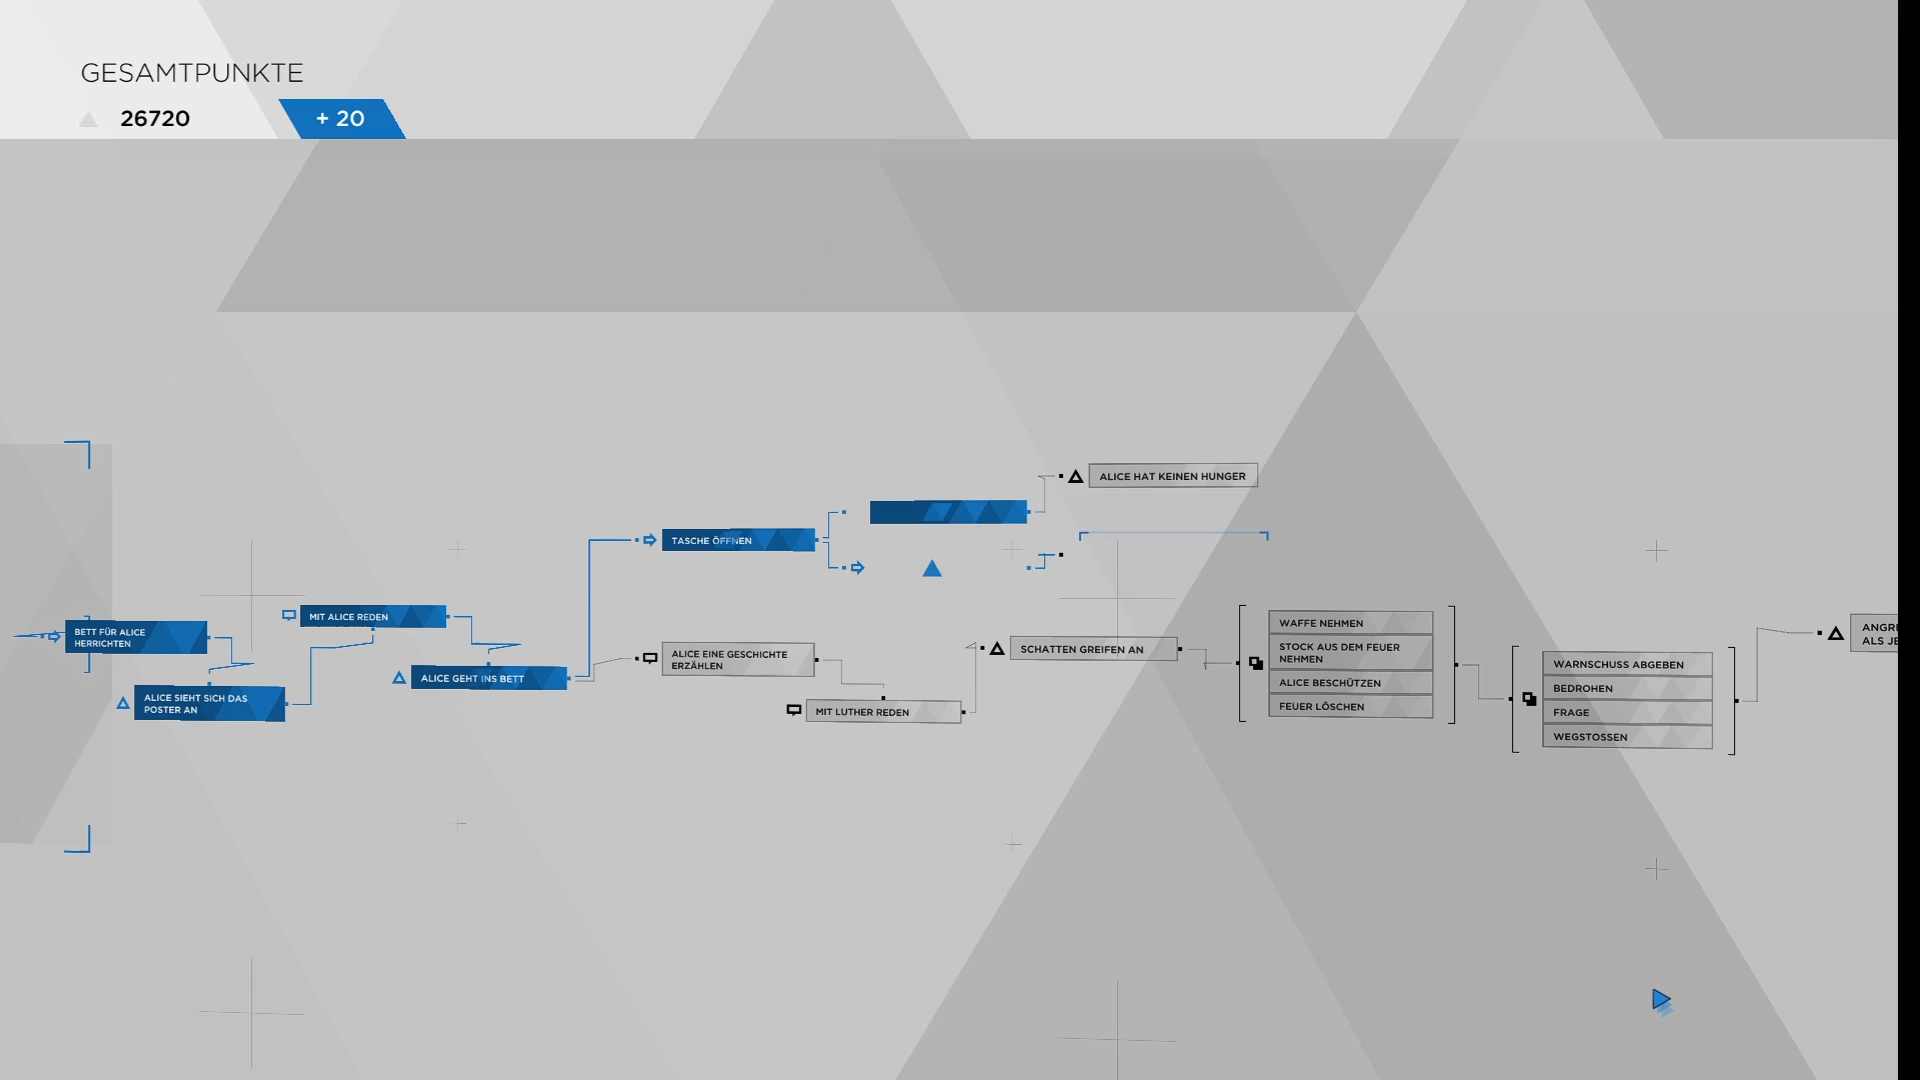 GESAMTPUNKTE
26720
+ 20
ALICE HAT KEINEN HUNGER
TASCHE ÖFFNEN
BETT FÜR ALICE
HERRICHTEN
MIT ALICE REDEN
ALICE SIEHT SICH DAS
POSTER AN
ALICE GEHT INS BETT
ALICE EINE GESCHICHTE
ERZÄHLEN
MIT LUTHER REDEN
SCHATTEN GREIFEN AN
WAFFE NEHMEN
STOCK AUS DEM FEUER
NEHMEN
ALICE BESCHÜTZEN
FEUER LÖSCHEN
WARNSCHUSS ABGEBEN
BEDROHEN
FRAGE
WEGSTOSSEN
ALS